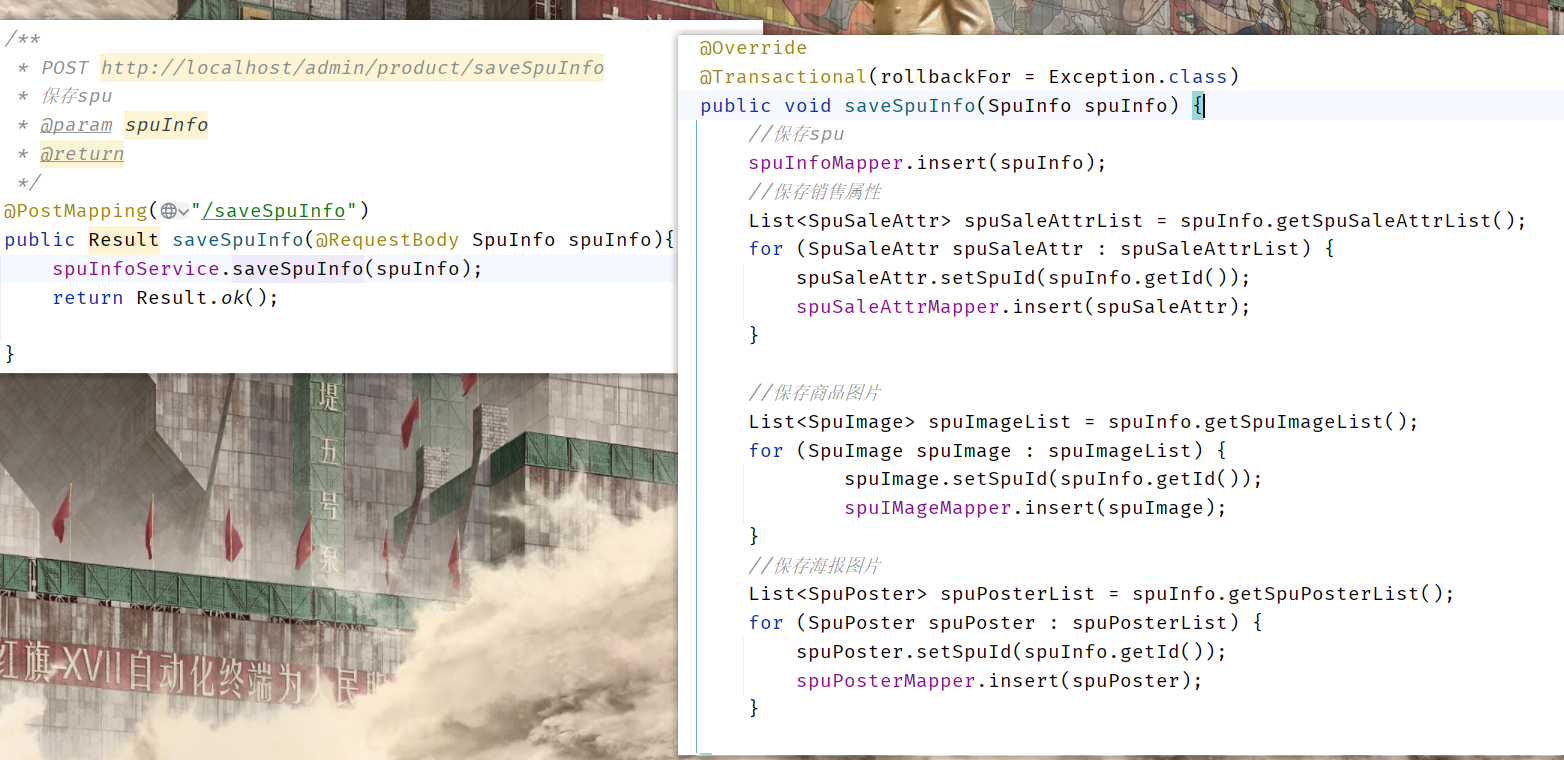 /**
* POST http://localhost/admin/product/saveSpuInfo
* 保存spu
* @param spuInfo
* @return
*/
@PostMapping("/saveSpuInfo")
public Result saveSpuInfo(@RequestBody SpuInfo spuInfo){
spuInfoService.saveSpuInfo(spuInfo);
return Result.ok();
}
@Override
@Transactional(rollbackFor = Exception.class)
public void saveSpuInfo(SpuInfo spuInfo) {
//保存spu
spuInfoMapper.insert(spuInfo);
//保存销售属性
List<SpuSaleAttr> spuSaleAttrList = spuInfo.getSpuSaleAttrList();
for (SpuSaleAttr spuSaleAttr : spuSaleAttrList) {
spuSaleAttr.setSpuId(spuInfo.getId());
spuSaleAttrMapper.insert(spuSaleAttr);
}
//保存商品图片
List<SpuImage> spuImageList = spuInfo.getSpuImageList();
for (SpuImage spuImage : spuImageList) {
spuImage.setSpuId(spuInfo.getId());
spuIMageMapper.insert(spuImage);
}
//保存海报图片
List<SpuPoster> spuPosterList = spuInfo.getSpuPosterList();
for (SpuPoster spuPoster : spuPosterList) {
spuPoster.setSpuId(spuInfo.getId());
spuPosterMapper.insert(spuPoster);
}
堤五号泵
红旗-XVII自动化终端为人民